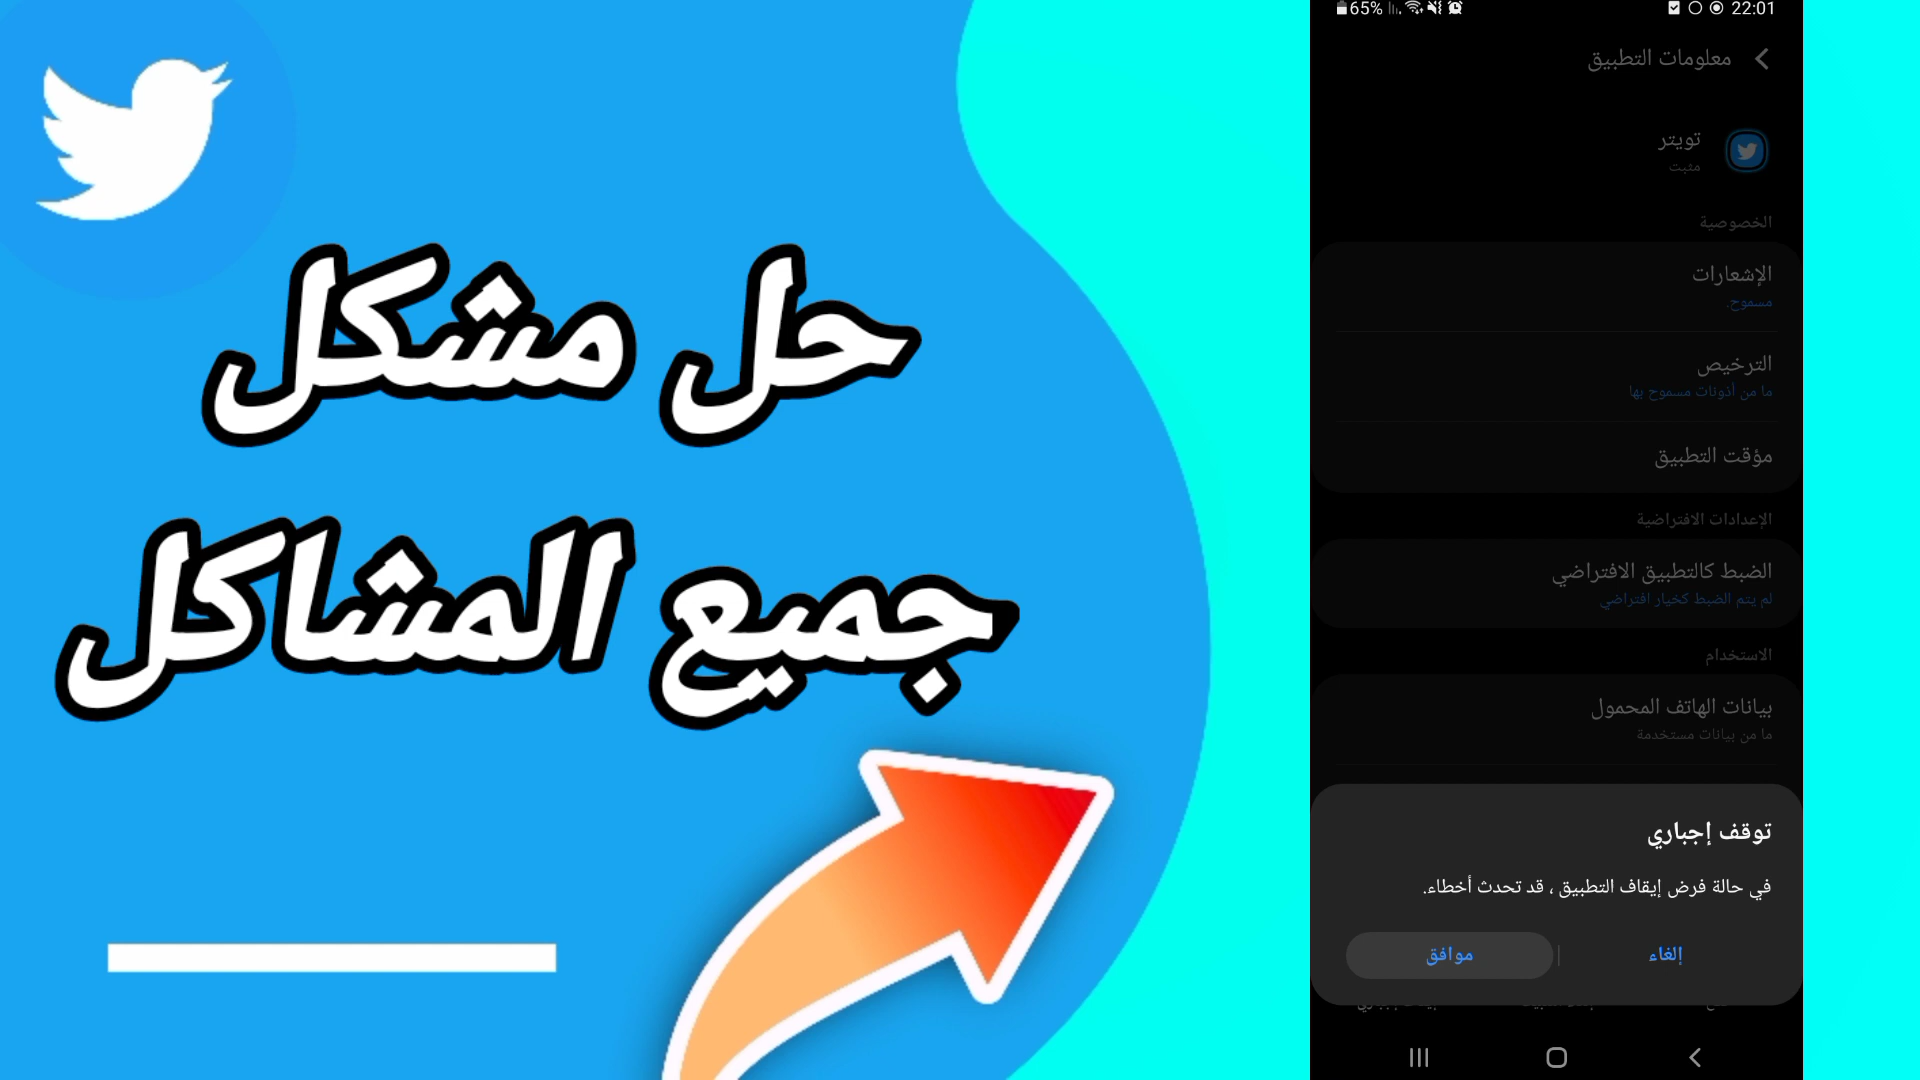 حل مشكل
جميع المشاكل
65%
22:01
معلومات التطبيق
تويتر
مثبت
الخصوصية
الإشعارات
مسموح.
الترخيص
ما من أذونات مسموح بها
مؤقت التطبيق
الإعدادات الافتراضية
الضبط كالتطبيق الافتراضي
لم يتم الضبط كخيار افتراضي
الاستخدام
بيانات الهاتف المحمول
ما من بيانات مستخدمة
توقف إجباري
في حالة فرض إيقاف التطبيق ، قد تحدث أخطاء.
إلغاء
موافق